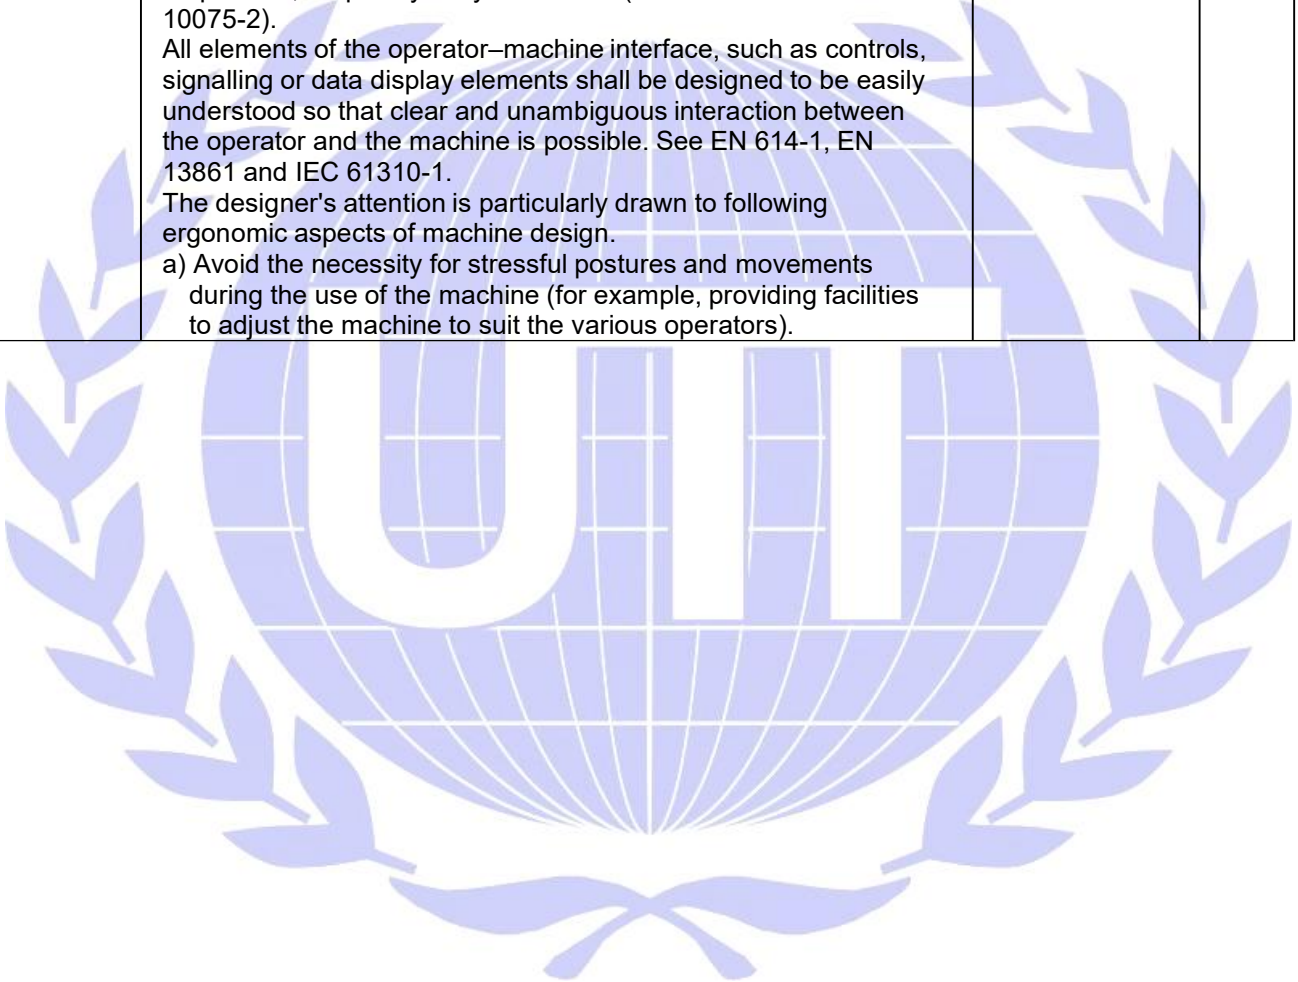 10075-2).
All elements of the operator–machine interface, such as controls,
signalling or data display elements shall be designed to be easily
understood so that clear and unambiguous interaction between
the operator and the machine is possible. See EN 614-1, EN
13861 and IEC 61310-1.
The designer's attention is particularly drawn to following
ergonomic aspects of machine design.
a) Avoid the necessity for stressful postures and movements
during the use of the machine (for example, providing facilities
to adjust the machine to suit the various operators).
UTT